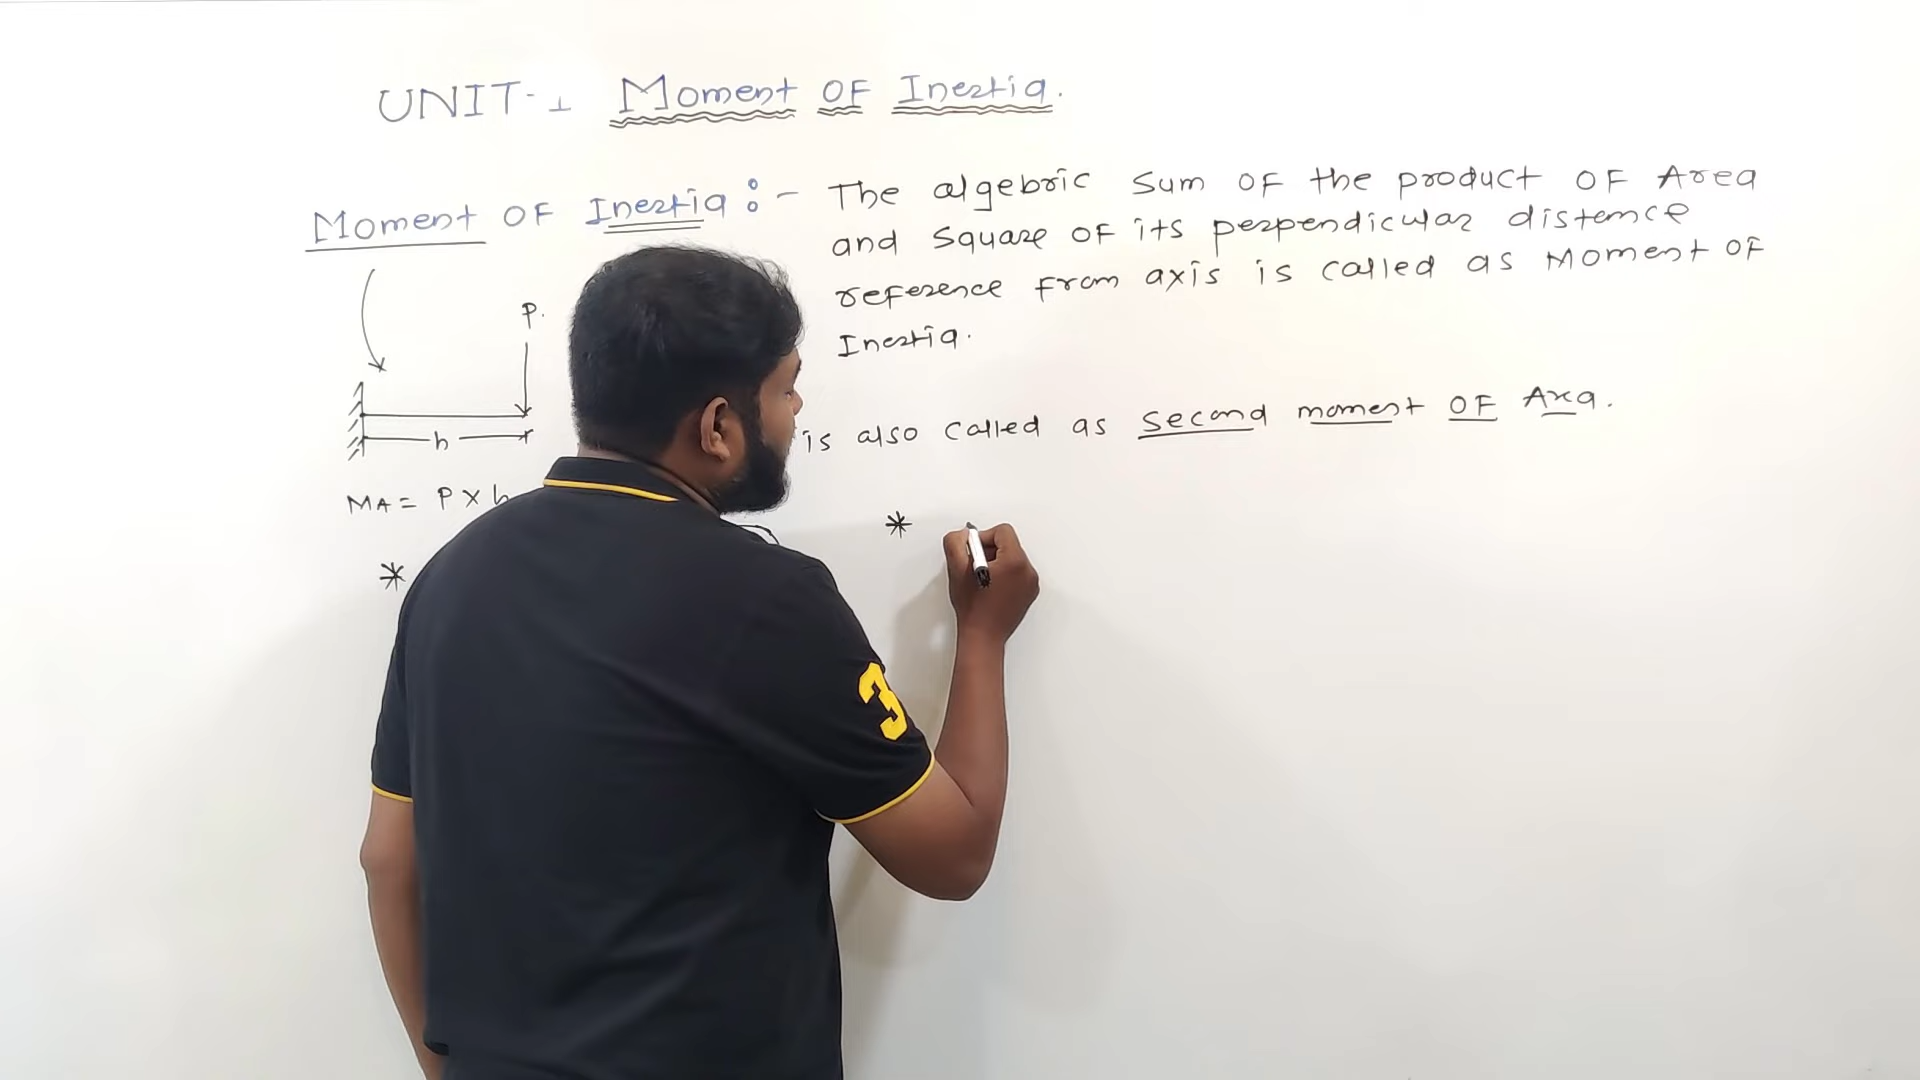 UNIT-1 Moment OF Inertia.
Moment OF Inertia :- The algebric Sum OF the product OF Area
and Square OF its perpendicular distance
reference from axis is called as Moment OF
Inertia.
P.
h
is also called as second moment OF Area.
MA = P X h
*
*
3